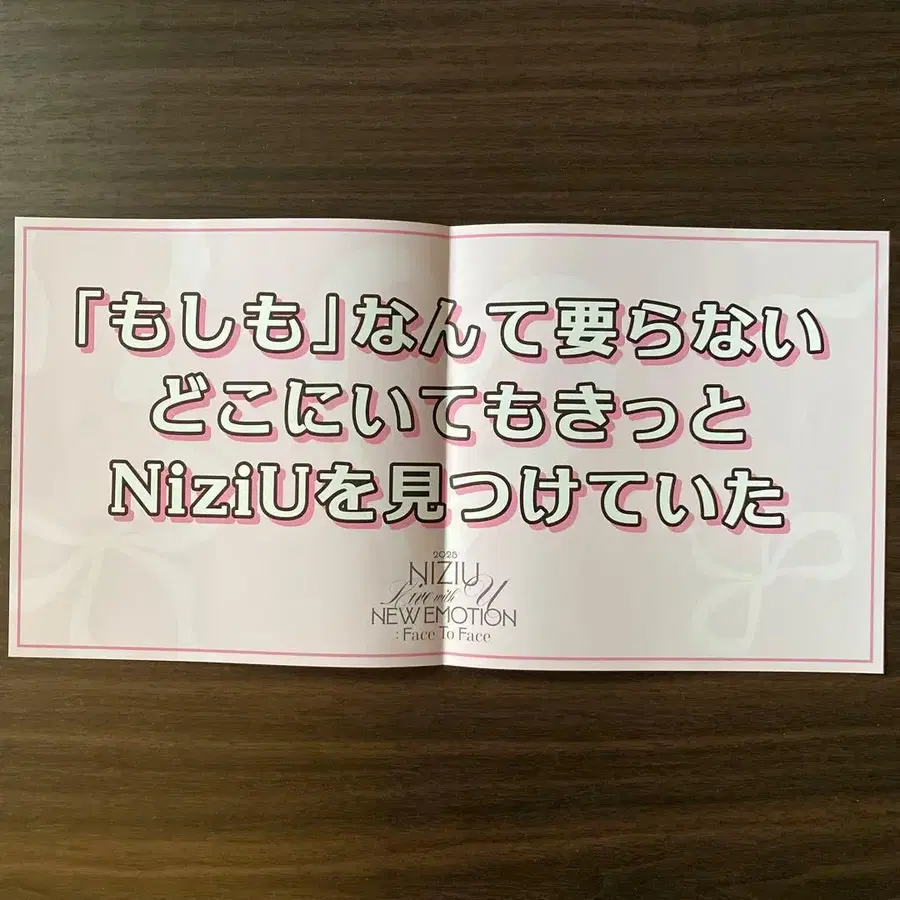 「もしも」なんて要らない
どこにいてもきっと
NiziUを見つけていた
2025
NIZIU
Live with U
NEW EMOTION
: Face To Face